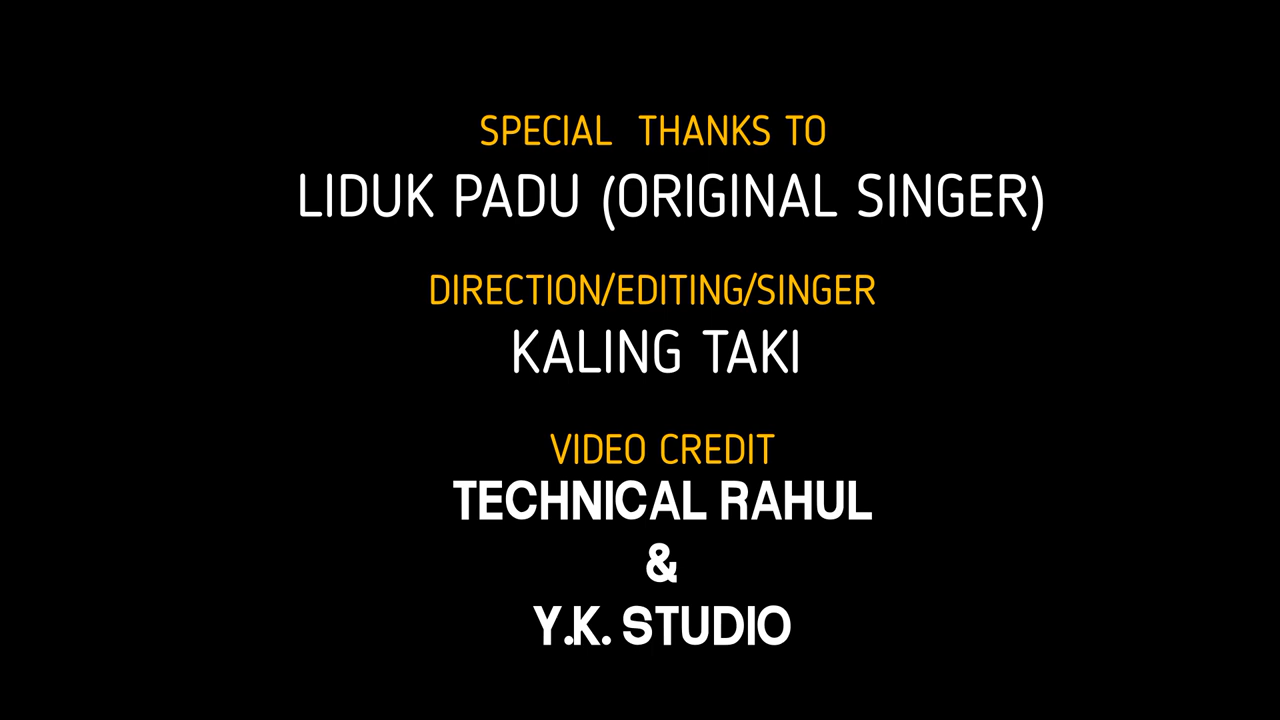 SPECIAL THANKS TO
LIDUK PADU (ORIGINAL SINGER)
DIRECTION/EDITING/SINGER
KALING TAKI
VIDEO CREDIT
TECHNICAL RAHUL
&
Y.K. STUDIO